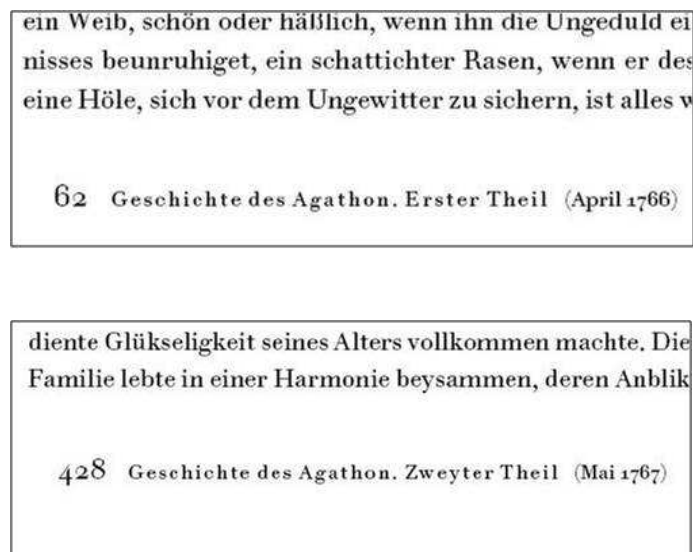 ein Weib, schön oder häßlich, wenn ihn die Ungeduld ei
nisses beunruhiget, ein schattichter Rasen, wenn er des
eine Höle, sich vor dem Ungewitter zu sichern, ist alles w
62 Geschichte des Agathon. Erster Theil (April 1766)
diente Glükseligkeit seines Alters vollkommen machte. Die
Familie lebte in einer Harmonie beysammen, deren Anblik
428 Geschichte des Agathon. Zweyter Theil (Mai 1767)